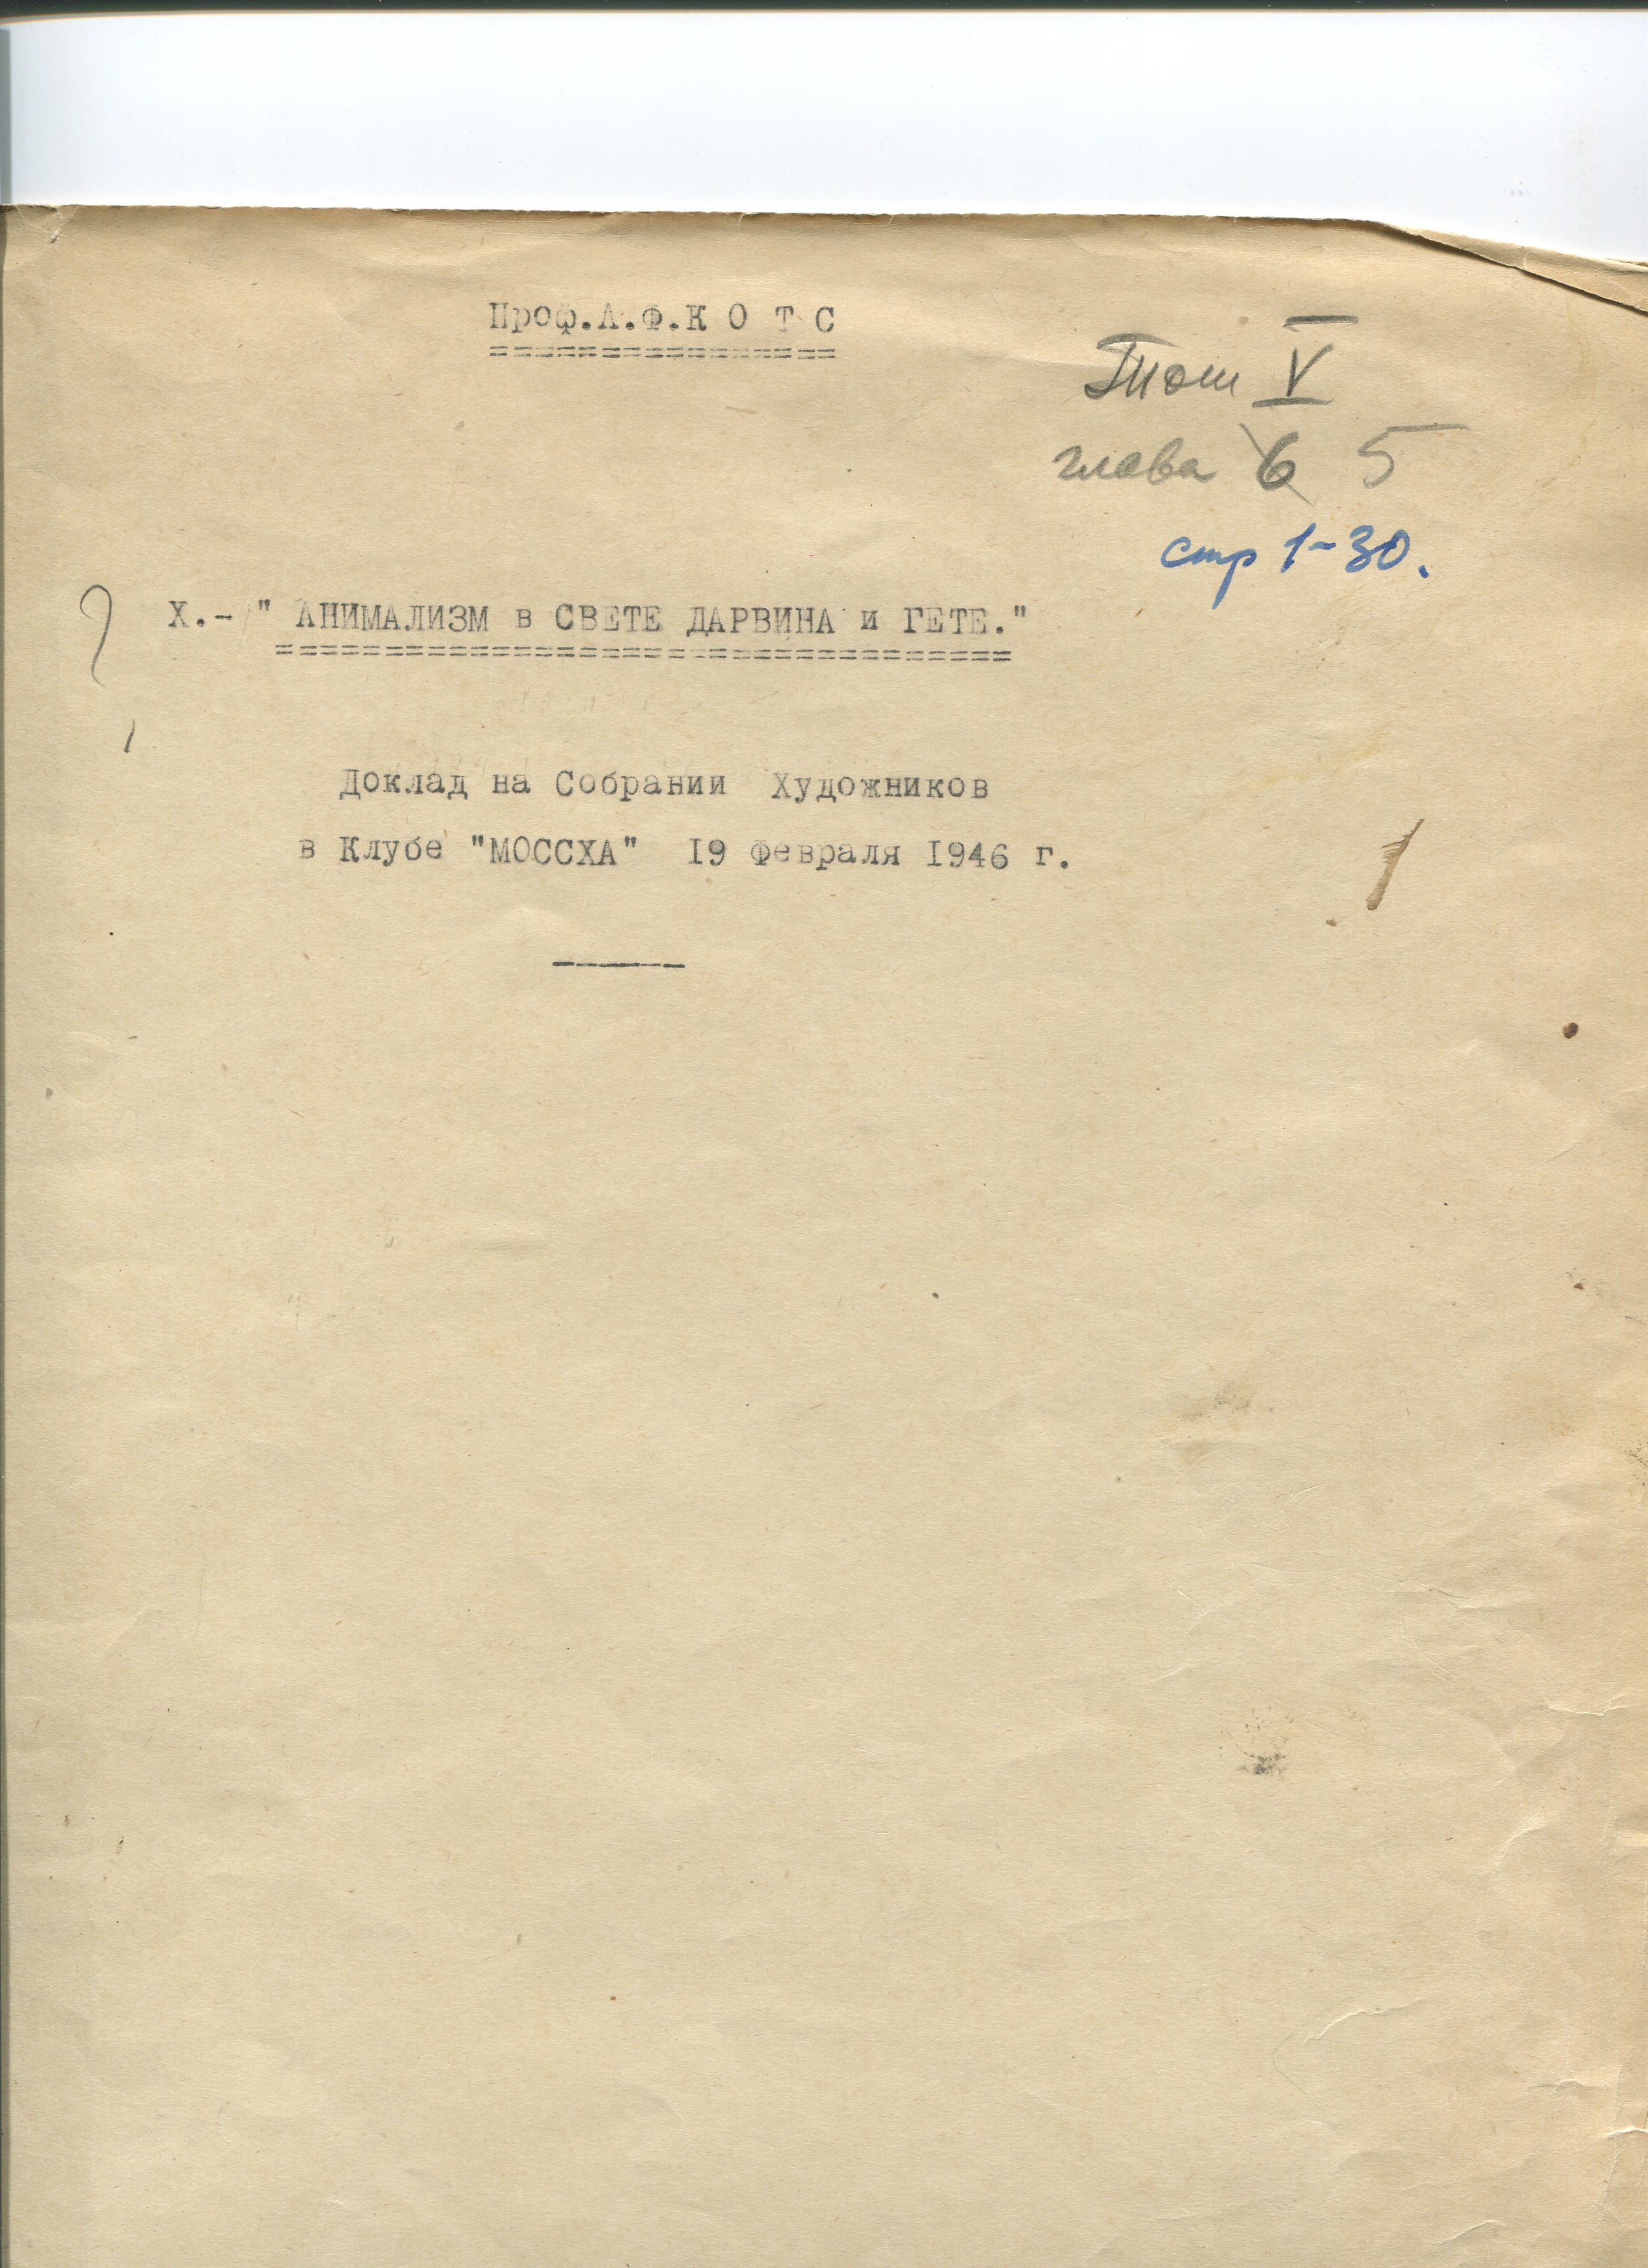 Проф.А.Ф.К О Т С
Том V
глава 6 5
стр 1-30.
?
X.- " АНИМАЛИЗМ в СВЕТЕ ДАРВИНА и ГЕТЕ."
Доклад на Собрании Художников
в Клубе "МОССХА" 19 Февраля 1946 г.